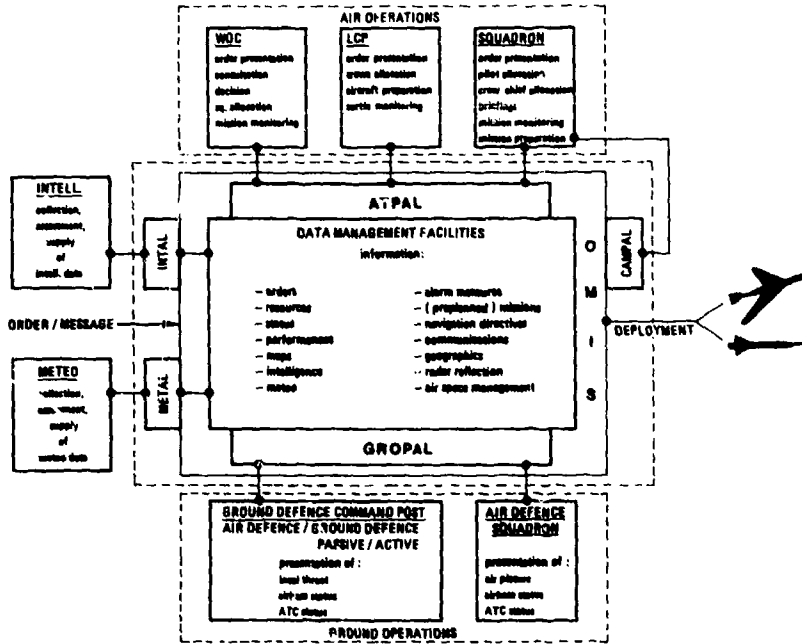 AIR OPERATIONS
WOC
order presentation
consultation
decision
sq. allocation
mission monitoring
LCP
order presentation
crews allocation
aircraft preparation
sortie monitoring
SQUADRON
order presentation
pilot allocation
crew chief allocation
briefings
mission monitoring
mission preparation
INTELL.
collection,
assessment,
supply
of
intell. data
INTAL
ORDER / MESSAGE
METEO
collection,
assessment,
supply
of
meteo data
METAL
ATPAL
DATA MANAGEMENT FACILITIES
information:
– orders
– resources
– status
– performance
– maps
– intelligence
– meteo
– alarm measures
– ( preplanned ) missions
– navigation directives
– communications
– geographics
– radar reflection
– air space management
GROPAL
O
M
I
S
CAMPAL
DEPLOYMENT
GROUND DEFENCE COMMAND POST
AIR DEFENCE / GROUND DEFENCE
PASSIVE / ACTIVE
presentation of :
local threat
airbase status
ATC status
AIR DEFENCE
SQUADRON
presentation of :
air picture
airbase status
ATC status
GROUND OPERATIONS